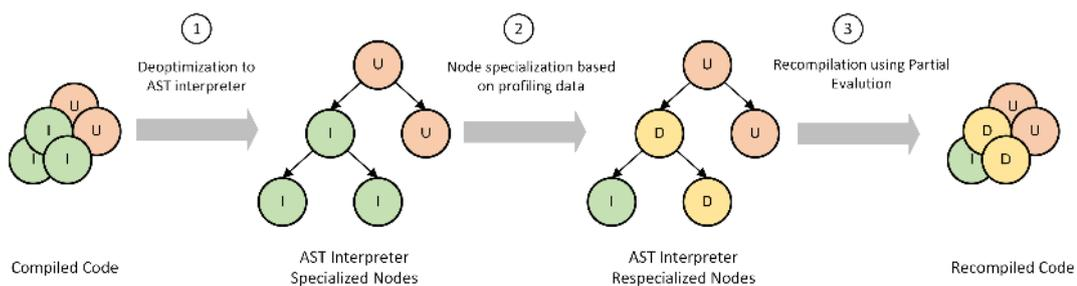 1
2
3
Deoptimization to
AST interpreter
Node specialization based
on profiling data
Recompilation using Partial
Evalution
U
U
I
U
I
I
U
I
U
I
I
U
D
U
I
D
U
D
U
I
D
Compiled Code
AST Interpreter
Specialized Nodes
AST Interpreter
Respecialized Nodes
Recompiled Code